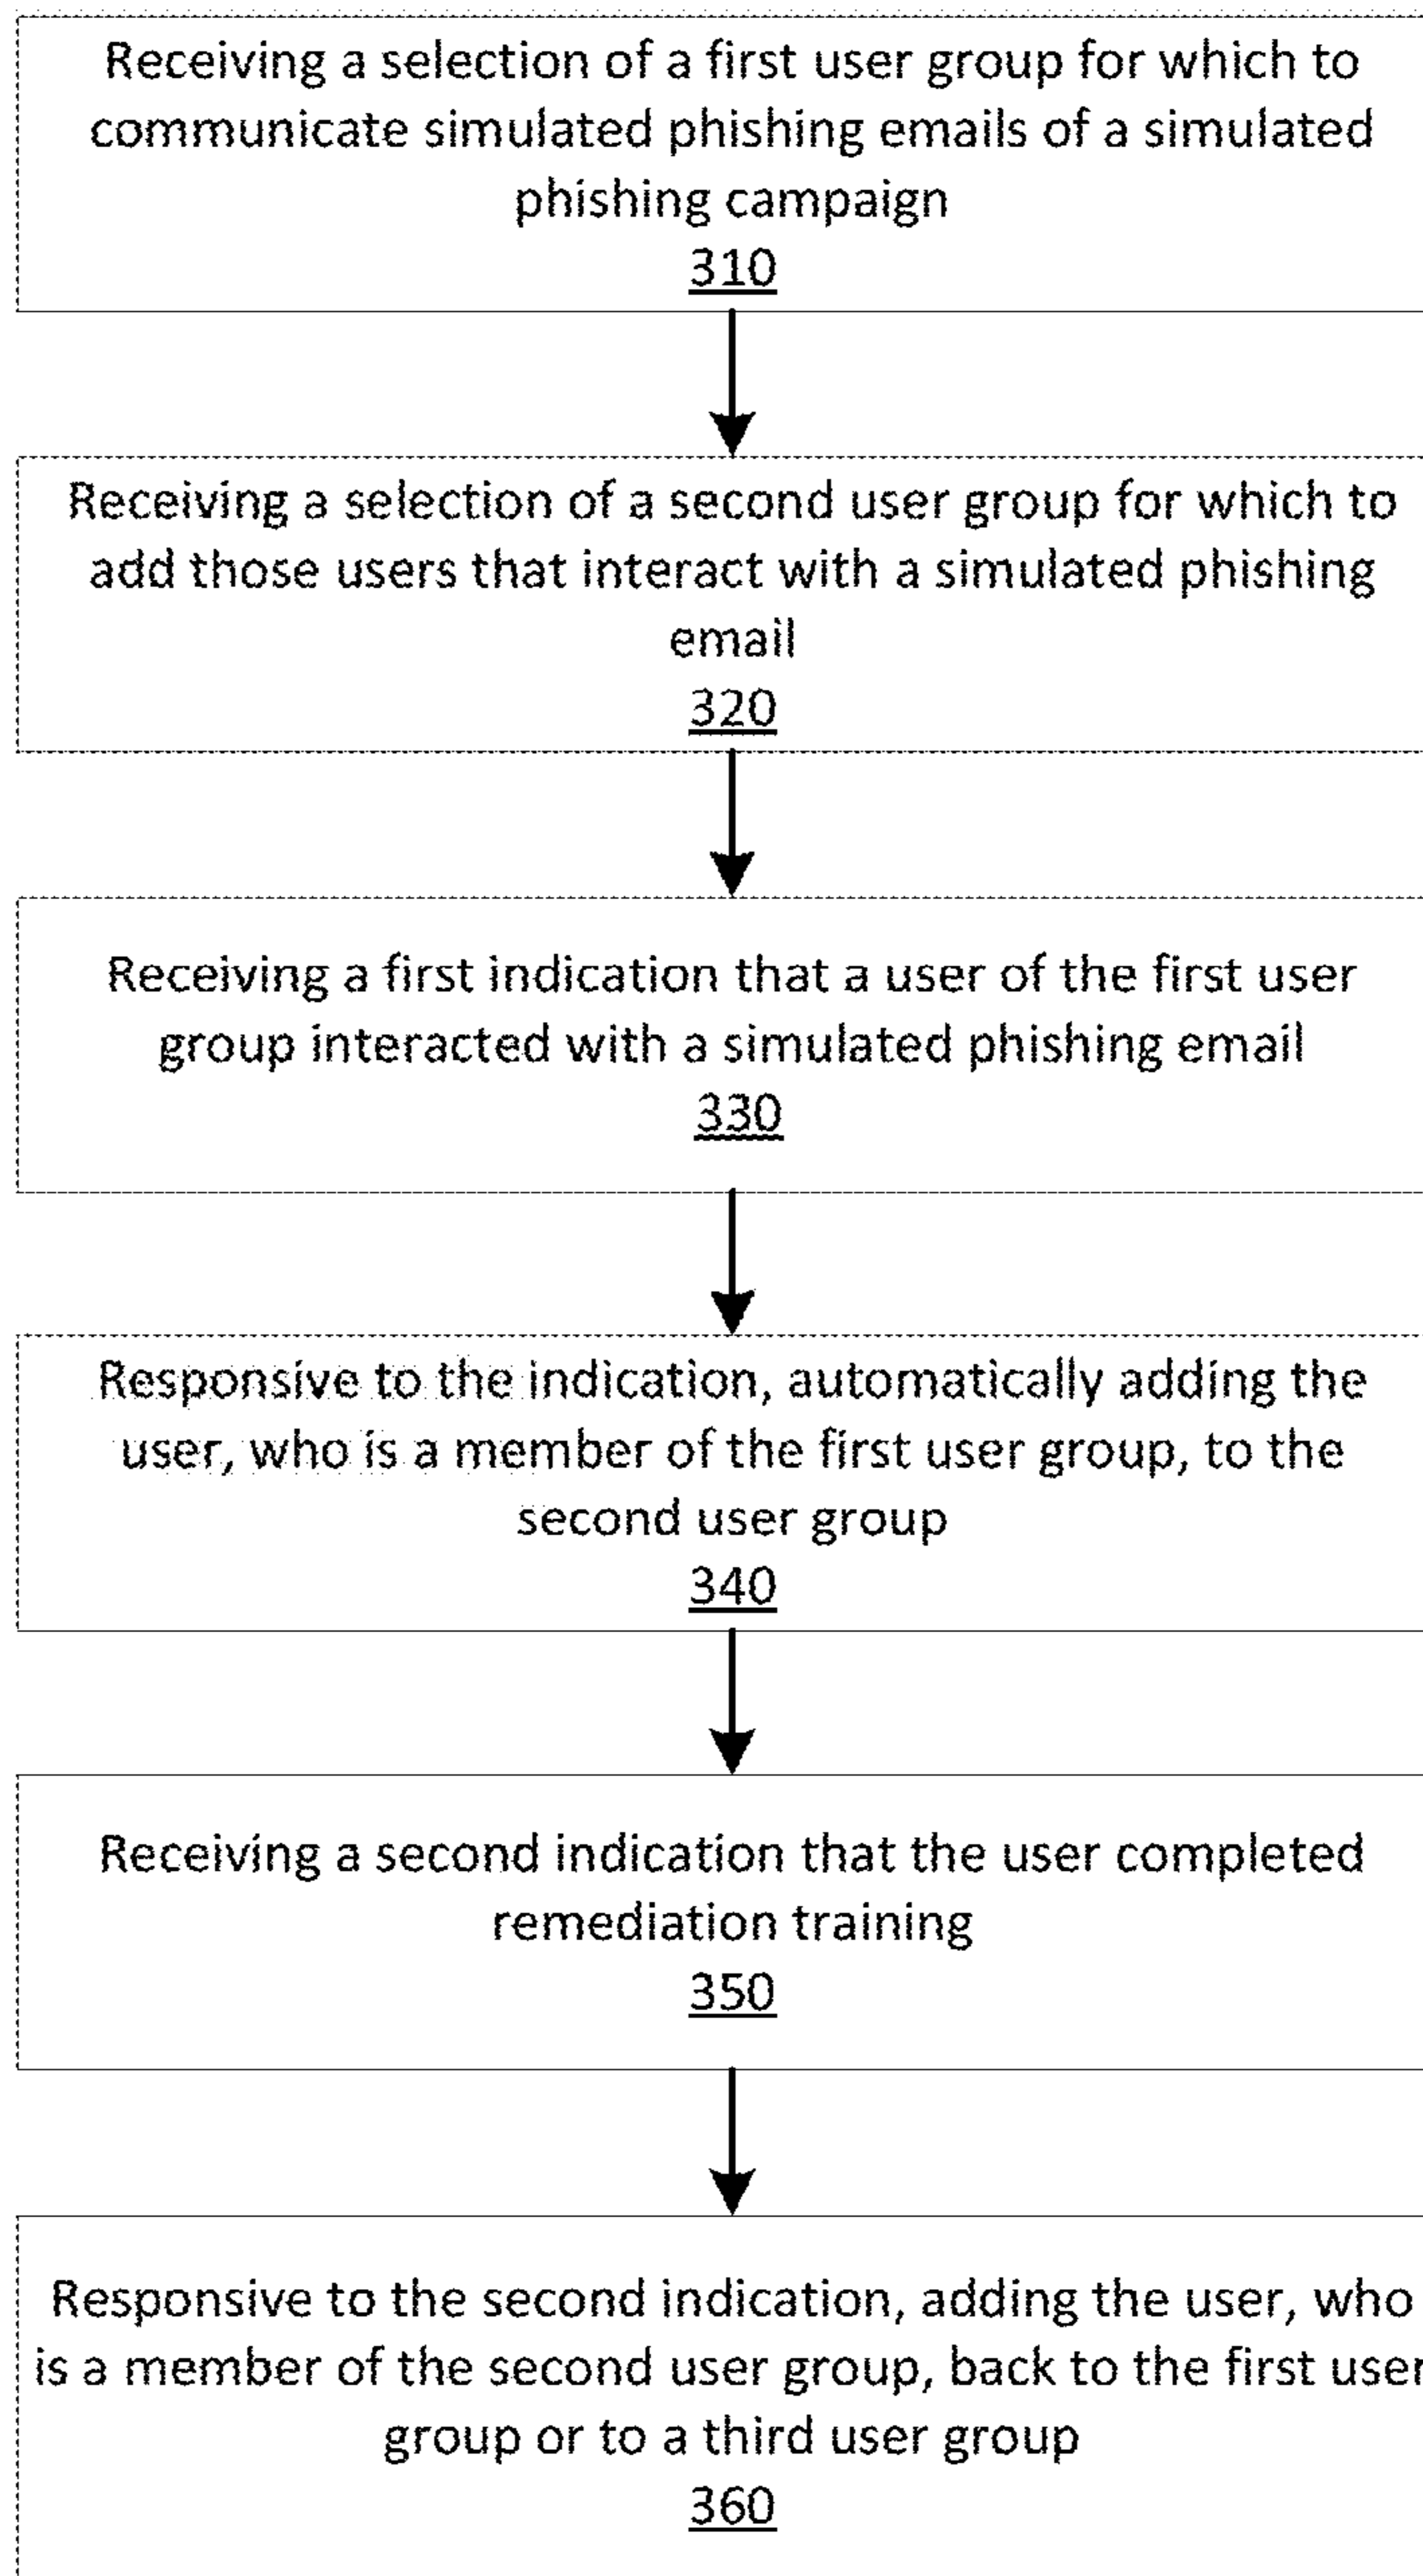 Receiving a selection of a first user group for which to
communicate simulated phishing emails of a simulated
phishing campaign
310
Receiving a selection of a second user group for which to
add those users that interact with a simulated phishing
email
320
Receiving a first indication that a user of the first user
group interacted with a simulated phishing email
330
Responsive to the indication, automatically adding the
user, who is a member of the first user group, to the
second user group
340
Receiving a second indication that the user completed
remediation training
350
Responsive to the second indication, adding the user, who
is a member of the second user group, back to the first user
group or to a third user group
360